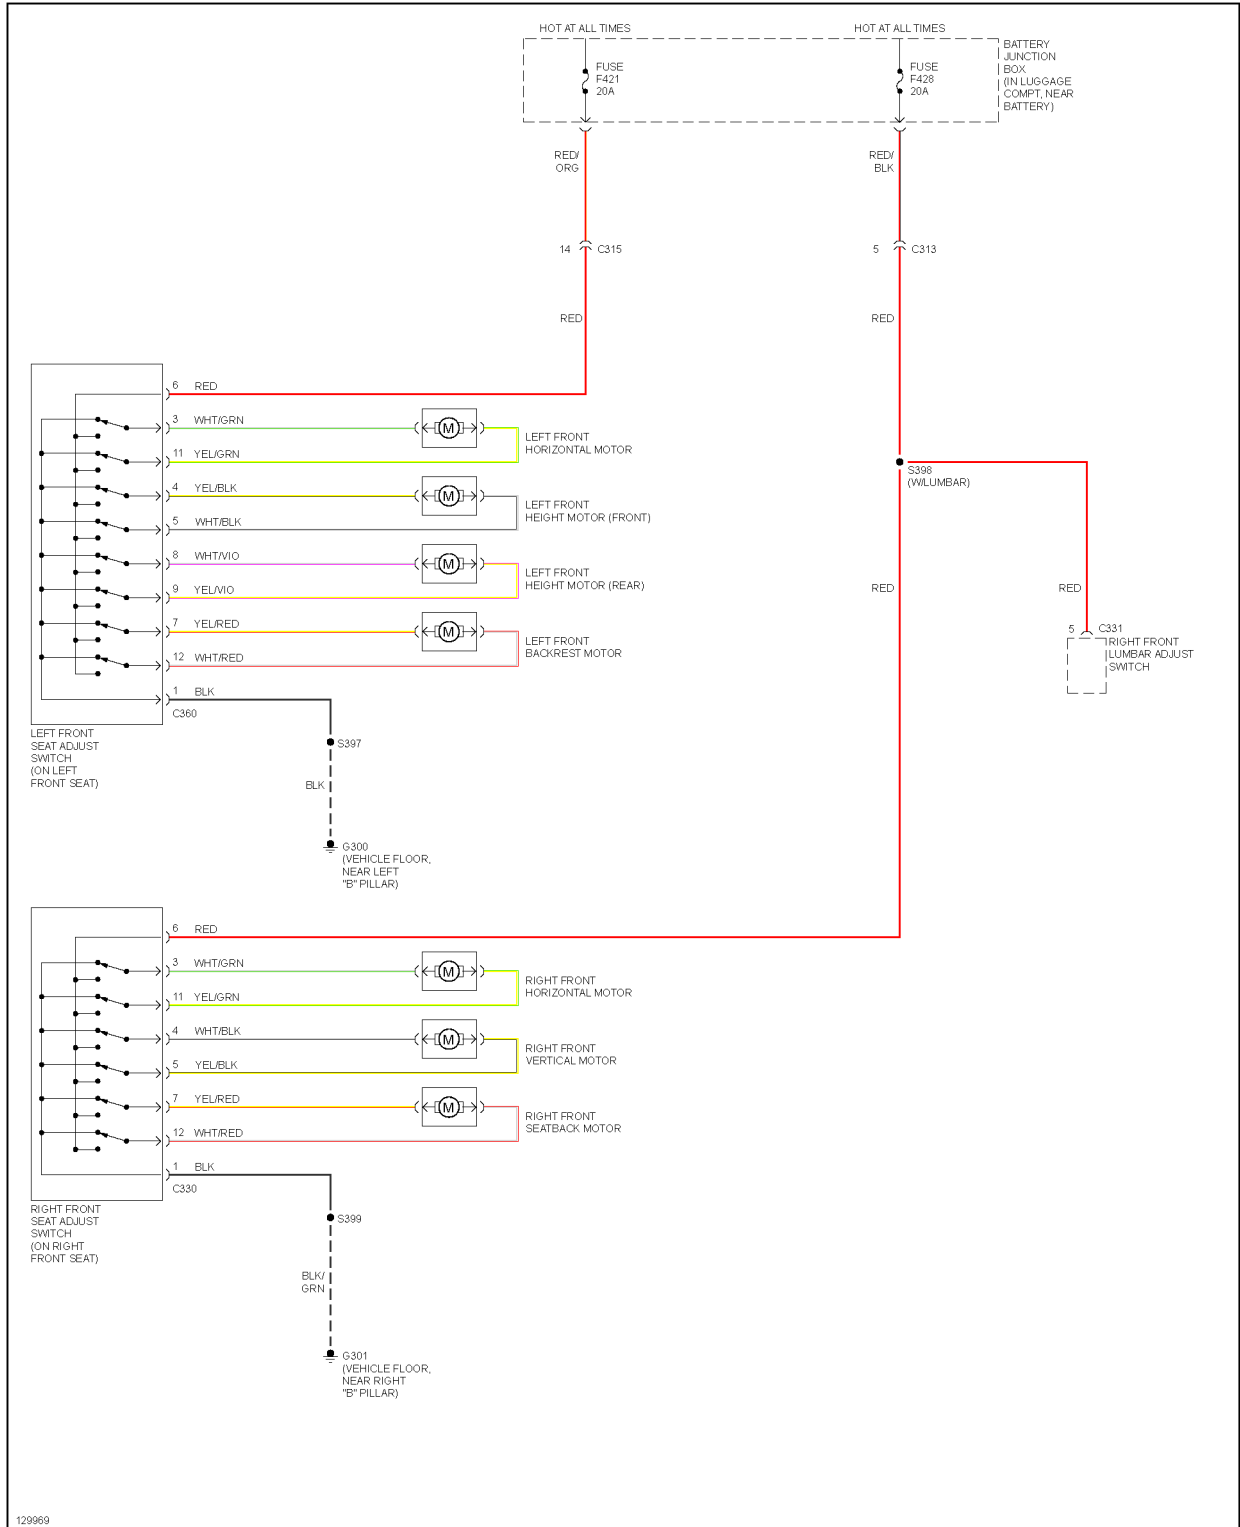 HOT AT ALL TIMES
HOT AT ALL TIMES
BATTERY
JUNCTION
BOX
(IN LUGGAGE
COMPT, NEAR
BATTERY)
FUSE
F421
20A
FUSE
F428
20A
RED/
ORG
RED/
BLK
14 C315
5 C313
RED
RED
6 RED
3 WHT/GRN
11 YEL/GRN
LEFT FRONT
HORIZONTAL MOTOR
M
4 YEL/BLK
5 WHT/BLK
LEFT FRONT
HEIGHT MOTOR (FRONT)
M
8 WHT/VIO
9 YEL/VIO
LEFT FRONT
HEIGHT MOTOR (REAR)
M
7 YEL/RED
12 WHT/RED
LEFT FRONT
BACKREST MOTOR
M
1 BLK
C360
LEFT FRONT
SEAT ADJUST
SWITCH
(ON LEFT
FRONT SEAT)
S397
BLK
G300
(VEHICLE FLOOR,
NEAR LEFT
"B" PILLAR)
S398
(W/LUMBAR)
RED
RED
5 C331
RIGHT FRONT
LUMBAR ADJUST
SWITCH
6 RED
3 WHT/GRN
11 YEL/GRN
RIGHT FRONT
HORIZONTAL MOTOR
M
4 WHT/BLK
5 YEL/BLK
RIGHT FRONT
VERTICAL MOTOR
M
7 YEL/RED
12 WHT/RED
RIGHT FRONT
SEATBACK MOTOR
M
1 BLK
C330
RIGHT FRONT
SEAT ADJUST
SWITCH
(ON RIGHT
FRONT SEAT)
S399
BLK/
GRN
G301
(VEHICLE FLOOR,
NEAR RIGHT
"B" PILLAR)
129969